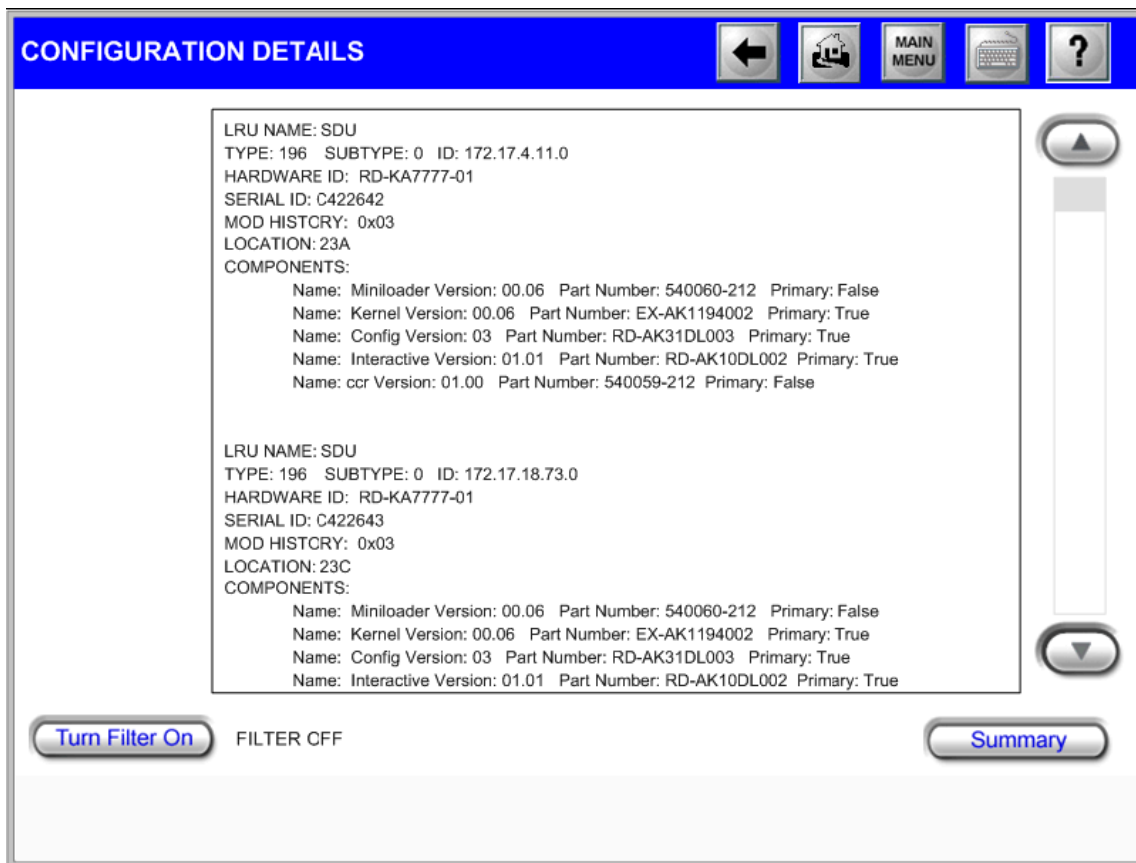 CONFIGURATION DETAILS
MAIN
MENU
?
LRU NAME: SDU
TYPE: 196 SUBTYPE: 0 ID: 172.17.4.11.0
HARDWARE ID: RD-KA7777-01
SERIAL ID: C422642
MOD HISTCRY: 0x03
LOCATION: 23A
COMPONENTS:
Name: Miniloader Version: 00.06 Part Number: 540060-212 Primary: False
Name: Kernel Version: 00.06 Part Number: EX-AK1194002 Primary: True
Name: Config Version: 03 Part Number: RD-AK31DL003 Primary: True
Name: Interactive Version: 01.01 Part Number: RD-AK10DL002 Primary: True
Name: ccr Version: 01.00 Part Number: 540059-212 Primary: False
LRU NAME: SDU
TYPE: 196 SUBTYPE: 0 ID: 172.17.18.73.0
HARDWARE ID: RD-KA7777-01
SERIAL ID: C422643
MOD HISTCRY: 0x03
LOCATION: 23C
COMPONENTS:
Name: Miniloader Version: 00.06 Part Number: 540060-212 Primary: False
Name: Kernel Version: 00.06 Part Number: EX-AK1194002 Primary: True
Name: Config Version: 03 Part Number: RD-AK31DL003 Primary: True
Name: Interactive Version: 01.01 Part Number: RD-AK10DL002 Primary: True
Turn Filter On FILTER CFF Summary